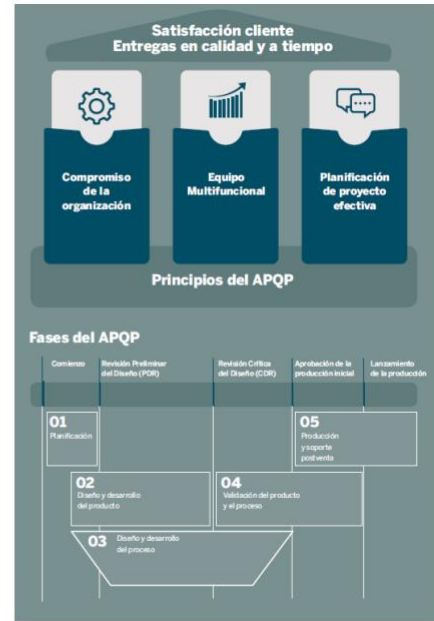 Satisfacción cliente
Entregas en calidad y a tiempo
Compromiso
de la
organización
Equipo
Multifuncional
Planificación
de proyecto
efectiva
Principios del APQP
Fases del APQP
Comienzo
Revisión Preliminar
del Diseño (PDR)
Revisión Crítica
del Diseño (CDR)
Aprobación de la
producción inicial
Lanzamiento
de la producción
01
Planificación
05
Producción
y soporte
postventa
02
Diseño y desarrollo
del producto
04
Validación del producto
y el proceso
03
Diseño y desarrollo
del proceso